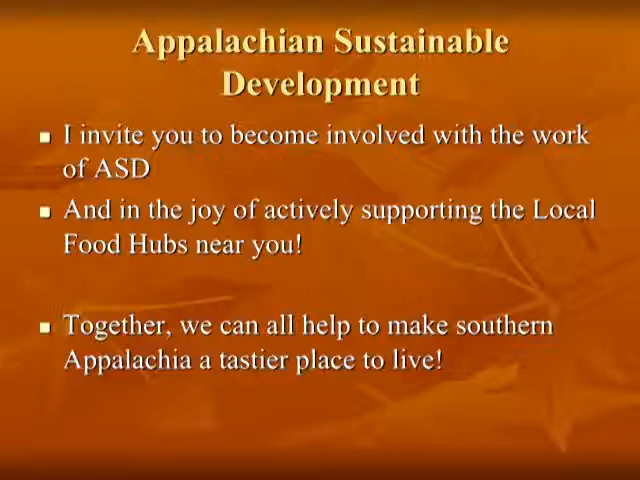 Appalachian Sustainable
Development
I invite you to become involved with the work
of ASD
And in the joy of actively supporting the Local
Food Hubs near you!
Together, we can all help to make southern
Appalachia a tastier place to live!